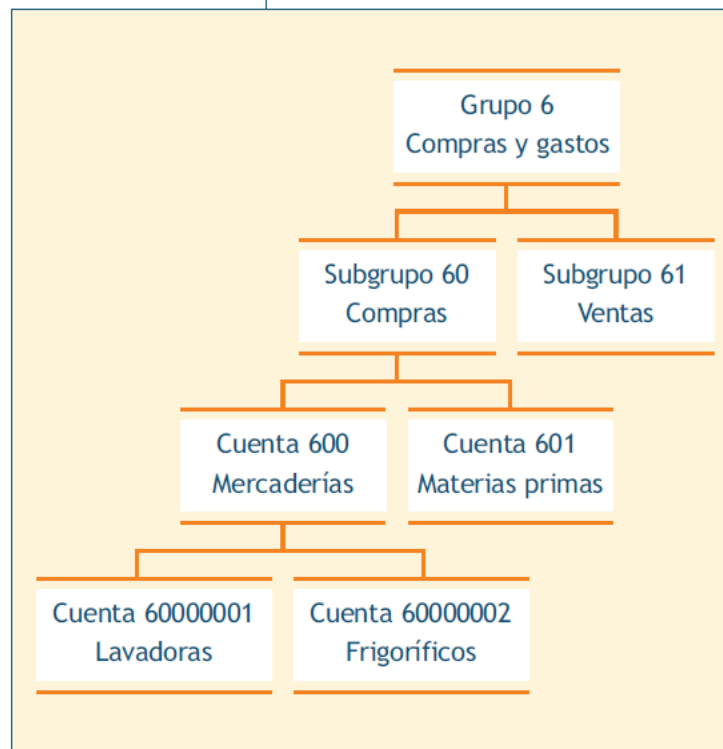 Grupo 6
Compras y gastos
Subgrupo 60
Compras
Subgrupo 61
Ventas
Cuenta 600
Mercaderías
Cuenta 601
Materias primas
Cuenta 60000001
Lavadoras
Cuenta 60000002
Frigoríficos